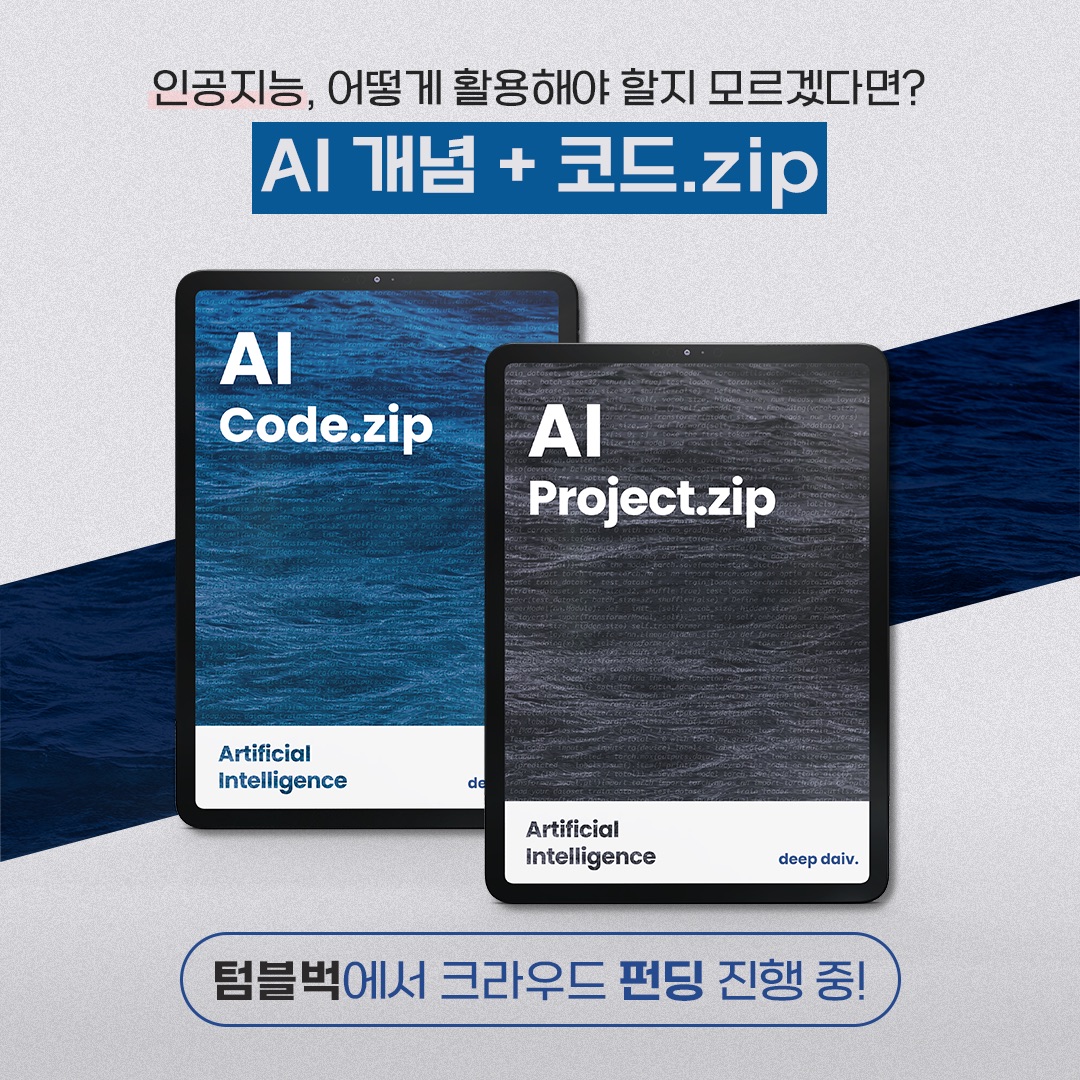 인공지능, 어떻게 활용해야 할지 모르겠다면?
AI 개념 + 코드.zip
AI
Code.zip
Artificial
Intelligence
de
AI
Project.zip
Artificial
Intelligence
deep daiv.
텀블벅에서 크라우드 펀딩 진행 중!